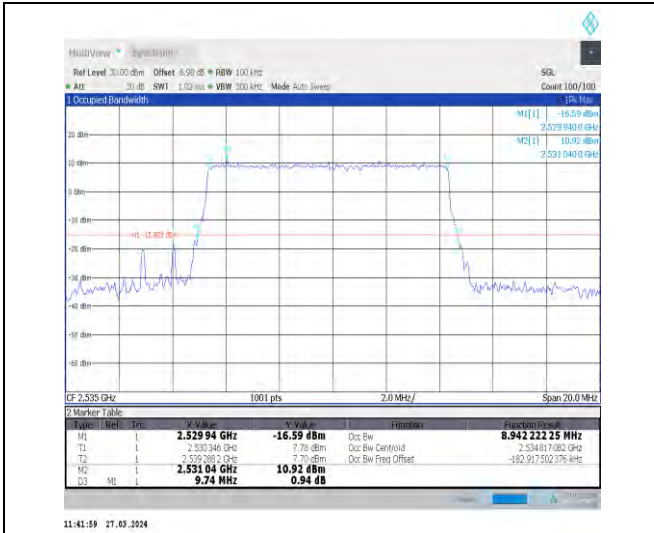 MultiView Spectrum
Ref Level 30.00 dBm Offset 6.98 dB RBW 100 kHz SGL
Att 30 dB SWT 1.02 ms VBW 300 kHz Mode Auto Sweep Count 100/100
1 Occupied Bandwidth 1Pk Max
M1[1] -16.59 dBm
2.529 940 0 GHz
M2[1] 10.92 dBm
2.531 040 0 GHz
20 dBm
10 dBm
0 dBm
-10 dBm
-20 dBm
-30 dBm
-40 dBm
-50 dBm
-60 dBm
CF 2.535 GHz 1001 pts 2.0 MHz/ Span 20.0 MHz
2 Marker Table
Type Ref Trc X-Value Y-Value Function Function Result
M1 1 2.529 94 GHz -16.59 dBm Occ Bw 8.942 222 25 MHz
T1 1 2.530 346 GHz 7.78 dBm Occ Bw Centroid 2.534 817 082 GHz
T2 1 2.539 288 2 GHz 7.70 dBm Occ Bw Freq Offset -182.917 502 376 kHz
M2 1 2.531 04 GHz 10.92 dBm
D3 M1 1 9.74 MHz 0.94 dB
11:41:59 27.03.2024